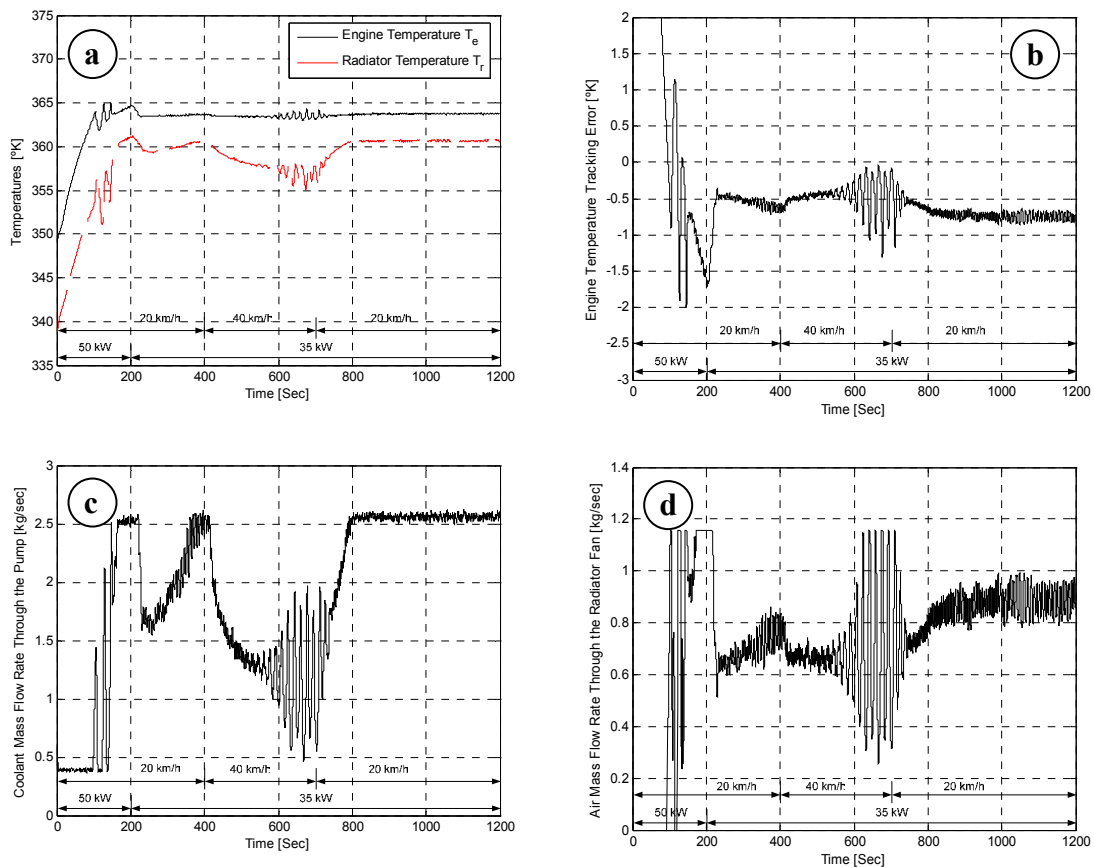 a
Engine Temperature Te
Radiator Temperature Tr
Temperatures [°K]
375
370
365
360
355
350
345
340
335
20 km/h
40 km/h
20 km/h
50 kW
35 kW
0
200
400
600
800
1000
1200
Time [Sec]
b
Engine Temperature Tracking Error [°K]
2
1.5
1
0.5
0
-0.5
-1
-1.5
-2
-2.5
-3
20 km/h
40 km/h
20 km/h
50 kW
35 kW
0
200
400
600
800
1000
1200
Time [Sec]
c
Coolant Mass Flow Rate Through the Pump [kg/sec]
3
2.5
2
1.5
1
0.5
0
20 km/h
40 km/h
20 km/h
50 kW
35 kW
0
200
400
600
800
1000
1200
Time [Sec]
d
Air Mass Flow Rate Through the Radiator Fan [kg/sec]
1.4
1.2
1
0.8
0.6
0.4
0.2
0
20 km/h
40 km/h
20 km/h
50 kW
35 kW
0
200
400
600
800
1000
1200
Time [Sec]